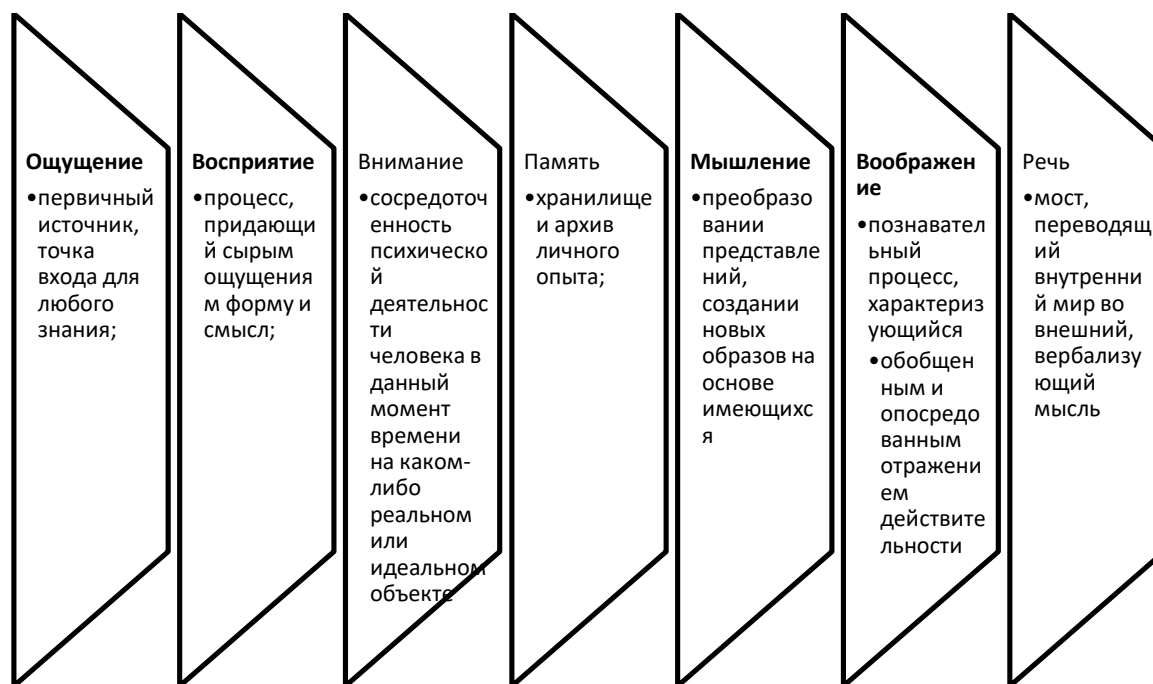 Ощущение
•первичный
источник,
точка
входа для
любого
знания;
Восприятие
•процесс,
придающи
й сырым
ощущения
м форму и
смысл;
Внимание
•сосредоточ
енность
психическо
й
деятельнос
ти
человека в
данный
момент
времени
на каком-
либо
реальном
или
идеальном
объекте
Память
•хранилище
и архив
личного
опыта;
Мышление
•преобразо
вании
представле
ний,
создании
новых
образов на
основе
имеющихс
я
Воображен
ие
•познавател
ьный
процесс,
характериз
ующийся
•обобщен
ным и
опосредо
ванным
отражени
ем
действите
льности
Речь
•мост,
переводящ
ий
внутренни
й мир во
внешний,
вербализу
ющий
мысль